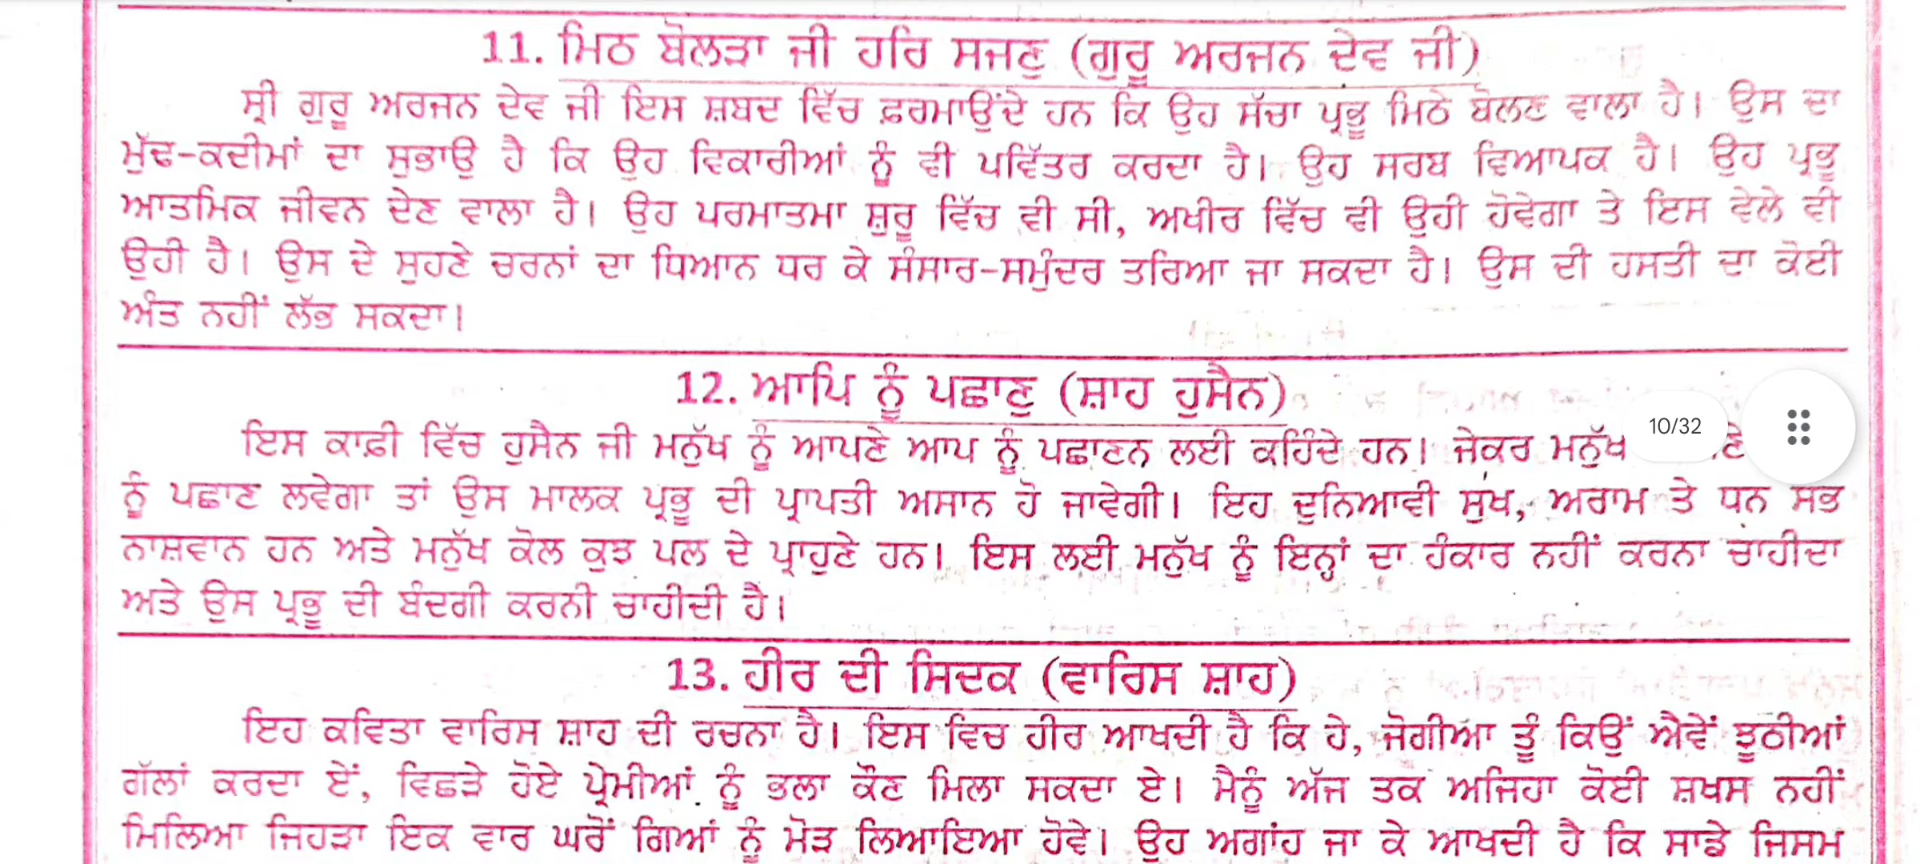 11. ਮਿਠ ਬੋਲੜਾ ਜੀ ਹਰਿ ਸਜਣੁ (ਗੁਰੂ ਅਰਜਨ ਦੇਵ ਜੀ)
ਸ੍ਰੀ ਗੁਰੂ ਅਰਜਨ ਦੇਵ ਜੀ ਇਸ ਸ਼ਬਦ ਵਿੱਚ ਫ਼ਰਮਾਉਂਦੇ ਹਨ ਕਿ ਉਹ ਸੱਚਾ ਪ੍ਰਭੂ ਮਿਠੇ ਬੋਲਣ ਵਾਲਾ ਹੈ। ਉਸ ਦਾ
ਮੁੱਢ-ਕਦੀਮਾਂ ਦਾ ਸੁਭਾਉ ਹੈ ਕਿ ਉਹ ਵਿਕਾਰੀਆਂ ਨੂੰ ਵੀ ਪਵਿੱਤਰ ਕਰਦਾ ਹੈ। ਉਹ ਸਰਬ ਵਿਆਪਕ ਹੈ। ਉਹ ਪ੍ਰਭੂ
ਆਤਮਿਕ ਜੀਵਨ ਦੇਣ ਵਾਲਾ ਹੈ। ਉਹ ਪਰਮਾਤਮਾ ਸ਼ੁਰੂ ਵਿੱਚ ਵੀ ਸੀ, ਅਖੀਰ ਵਿੱਚ ਵੀ ਉਹੀ ਹੋਵੇਗਾ ਤੇ ਇਸ ਵੇਲੇ ਵੀ
ਉਹੀ ਹੈ। ਉਸ ਦੇ ਸੁਹਣੇ ਚਰਨਾਂ ਦਾ ਧਿਆਨ ਧਰ ਕੇ ਸੰਸਾਰ-ਸਮੁੰਦਰ ਤਰਿਆ ਜਾ ਸਕਦਾ ਹੈ। ਉਸ ਦੀ ਹਸਤੀ ਦਾ ਕੋਈ
ਅੰਤ ਨਹੀਂ ਲੱਭ ਸਕਦਾ।
12. ਆਪਿ ਨੂੰ ਪਛਾਣੁ (ਸ਼ਾਹ ਹੁਸੈਨ)
ਇਸ ਕਾਫ਼ੀ ਵਿੱਚ ਹੁਸੈਨ ਜੀ ਮਨੁੱਖ ਨੂੰ ਆਪਣੇ ਆਪ ਨੂੰ ਪਛਾਣਨ ਲਈ ਕਹਿੰਦੇ ਹਨ। ਜੇਕਰ ਮਨੁੱਖ
10/32
ਨੂੰ ਪਛਾਣ ਲਵੇਗਾ ਤਾਂ ਉਸ ਮਾਲਕ ਪ੍ਰਭੂ ਦੀ ਪ੍ਰਾਪਤੀ ਅਸਾਨ ਹੋ ਜਾਵੇਗੀ। ਇਹ ਦੁਨਿਆਵੀ ਸੁਖ, ਅਰਾਮ ਤੇ ਧਨ ਸਭ
ਨਾਸ਼ਵਾਨ ਹਨ ਅਤੇ ਮਨੁੱਖ ਕੋਲ ਕੁਝ ਪਲ ਦੇ ਪ੍ਰਾਹੁਣੇ ਹਨ। ਇਸ ਲਈ ਮਨੁੱਖ ਨੂੰ ਇਨ੍ਹਾਂ ਦਾ ਹੰਕਾਰ ਨਹੀਂ ਕਰਨਾ ਚਾਹੀਦਾ
ਅਤੇ ਉਸ ਪ੍ਰਭੂ ਦੀ ਬੰਦਗੀ ਕਰਨੀ ਚਾਹੀਦੀ ਹੈ।
13. ਹੀਰ ਦੀ ਸਿਦਕ (ਵਾਰਿਸ ਸ਼ਾਹ)
ਇਹ ਕਵਿਤਾ ਵਾਰਿਸ ਸ਼ਾਹ ਦੀ ਰਚਨਾ ਹੈ। ਇਸ ਵਿਚ ਹੀਰ ਆਖਦੀ ਹੈ ਕਿ ਹੇ, ਜੋਗੀਆ ਤੂੰ ਕਿਉਂ ਐਵੇਂ ਝੂਠੀਆਂ
ਗੱਲਾਂ ਕਰਦਾ ਏਂ, ਵਿਛੜੇ ਹੋਏ ਪ੍ਰੇਮੀਆਂ ਨੂੰ ਭਲਾ ਕੌਣ ਮਿਲਾ ਸਕਦਾ ਏ। ਮੈਨੂੰ ਅੱਜ ਤਕ ਅਜਿਹਾ ਕੋਈ ਸ਼ਖਸ ਨਹੀਂ
ਮਿਲਿਆ ਜਿਹੜਾ ਇਕ ਵਾਰ ਘਰੋਂ ਗਿਆਂ ਨੂੰ ਮੋੜ ਲਿਆਇਆ ਹੋਵੇ। ਉਹ ਅਗਾਂਹ ਜਾ ਕੇ ਆਖਦੀ ਹੈ ਕਿ ਸਾਡੇ ਜਿਸਮ